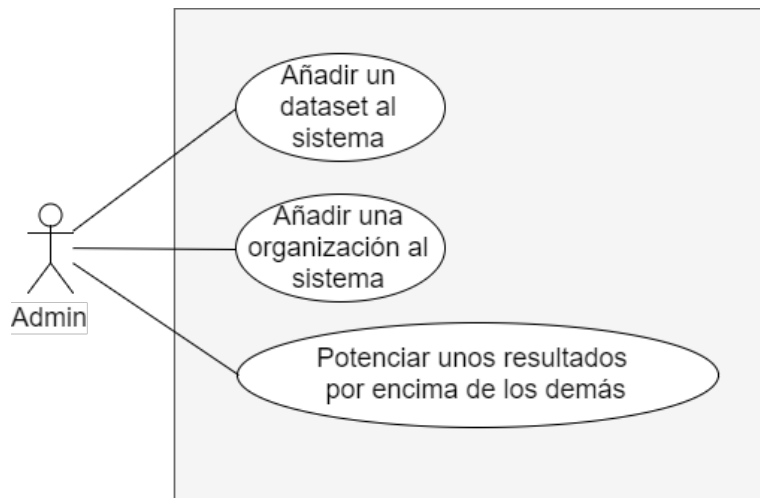 Añadir un
dataset al
sistema
Añadir una
organización al
sistema
Admin
Potenciar unos resultados
por encima de los demás